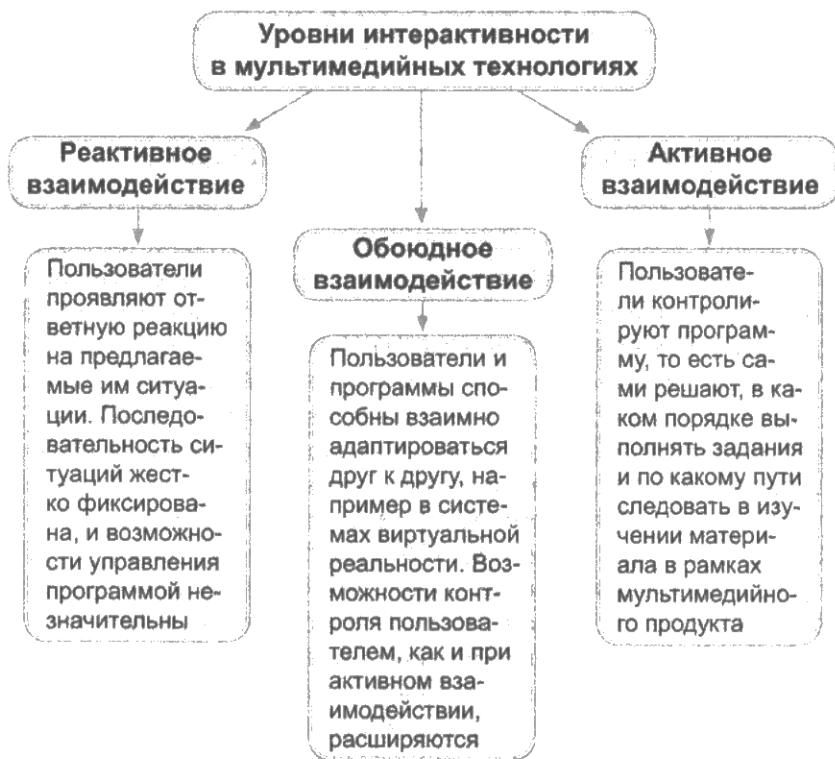 Уровни интерактивности
в мультимедийных технологиях
Реактивное
взаимодействие
Пользователи
проявляют от-
ветную реакцию
на предлагае-
мые им ситуа-
ции. Последо-
вательность си-
туаций жест-
ко фиксирова-
на, и возможно-
сти управления
программой не-
значительны
Обоюдное
взаимодействие
Пользователи и
программы спо-
собны взаимно
адаптироваться
друг к другу, на-
пример в систе-
мах виртуальной
реальности. Воз-
можности конт-
роля пользова-
телем, как и при
активном вза-
имодействии,
расширяются
Активное
взаимодействие
Пользовате-
ли контроли-
руют програм-
му, то есть са-
ми решают, в ка-
ком порядке вы-
полнять задания
и по какому пути
следовать в изу-
чении матери-
ала в рамках
мультимедийно-
го продукта